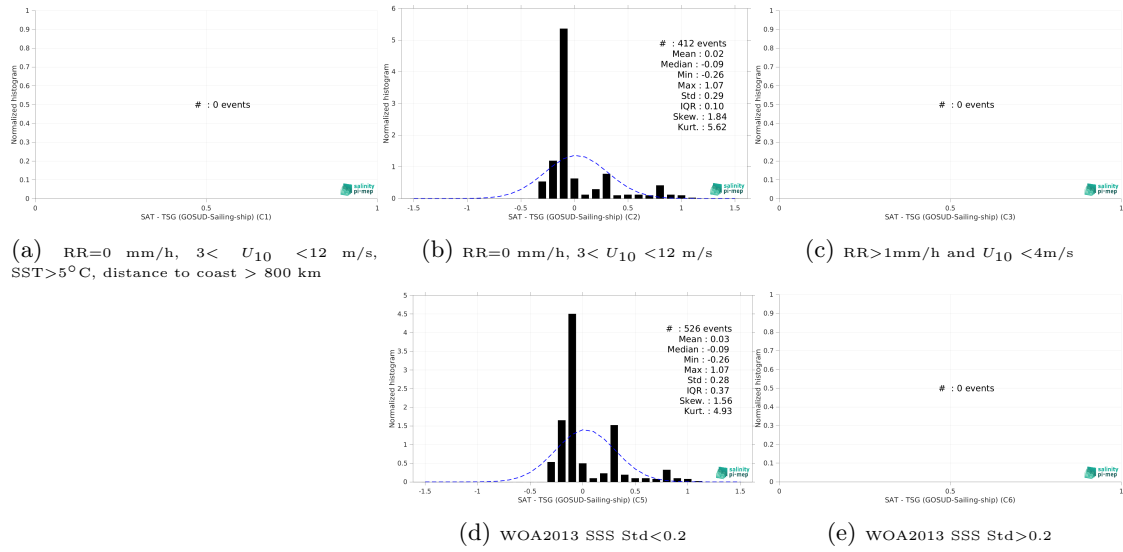 1
0.9
0.8
0.7
0.6
0.5
0.4
0.3
0.2
0.1
0
Normalized histogram
# : 0 events
salinity
pi-mep
0 0.5 1
SAT - TSG (GOSUD-Sailing-ship) (C1)
(a) RR=0 mm/h, 3< U10 <12 m/s,
SST>5°C, distance to coast > 800 km
6
5
4
3
2
1
0
Normalized histogram
# : 412 events
Mean : 0.02
Median : -0.09
Min : -0.26
Max : 1.07
Std : 0.29
IQR : 0.10
Skew. : 1.84
Kurt. : 5.62
salinity
pi-mep
-1.5 -1 -0.5 0 0.5 1 1.5
SAT - TSG (GOSUD-Sailing-ship) (C2)
(b) RR=0 mm/h, 3< U10 <12 m/s
1
0.9
0.8
0.7
0.6
0.5
0.4
0.3
0.2
0.1
0
Normalized histogram
# : 0 events
salinity
pi-mep
0 0.5 1
SAT - TSG (GOSUD-Sailing-ship) (C3)
(c) RR>1mm/h and U10 <4m/s
5
4.5
4
3.5
3
2.5
2
1.5
1
0.5
0
Normalized histogram
# : 526 events
Mean : 0.03
Median : -0.09
Min : -0.26
Max : 1.07
Std : 0.28
IQR : 0.37
Skew. : 1.56
Kurt. : 4.93
salinity
pi-mep
-1.5 -1 -0.5 0 0.5 1 1.5
SAT - TSG (GOSUD-Sailing-ship) (C5)
(d) WOA2013 SSS Std<0.2
1
0.9
0.8
0.7
0.6
0.5
0.4
0.3
0.2
0.1
0
Normalized histogram
# : 0 events
salinity
pi-mep
0 0.5 1
SAT - TSG (GOSUD-Sailing-ship) (C6)
(e) WOA2013 SSS Std>0.2